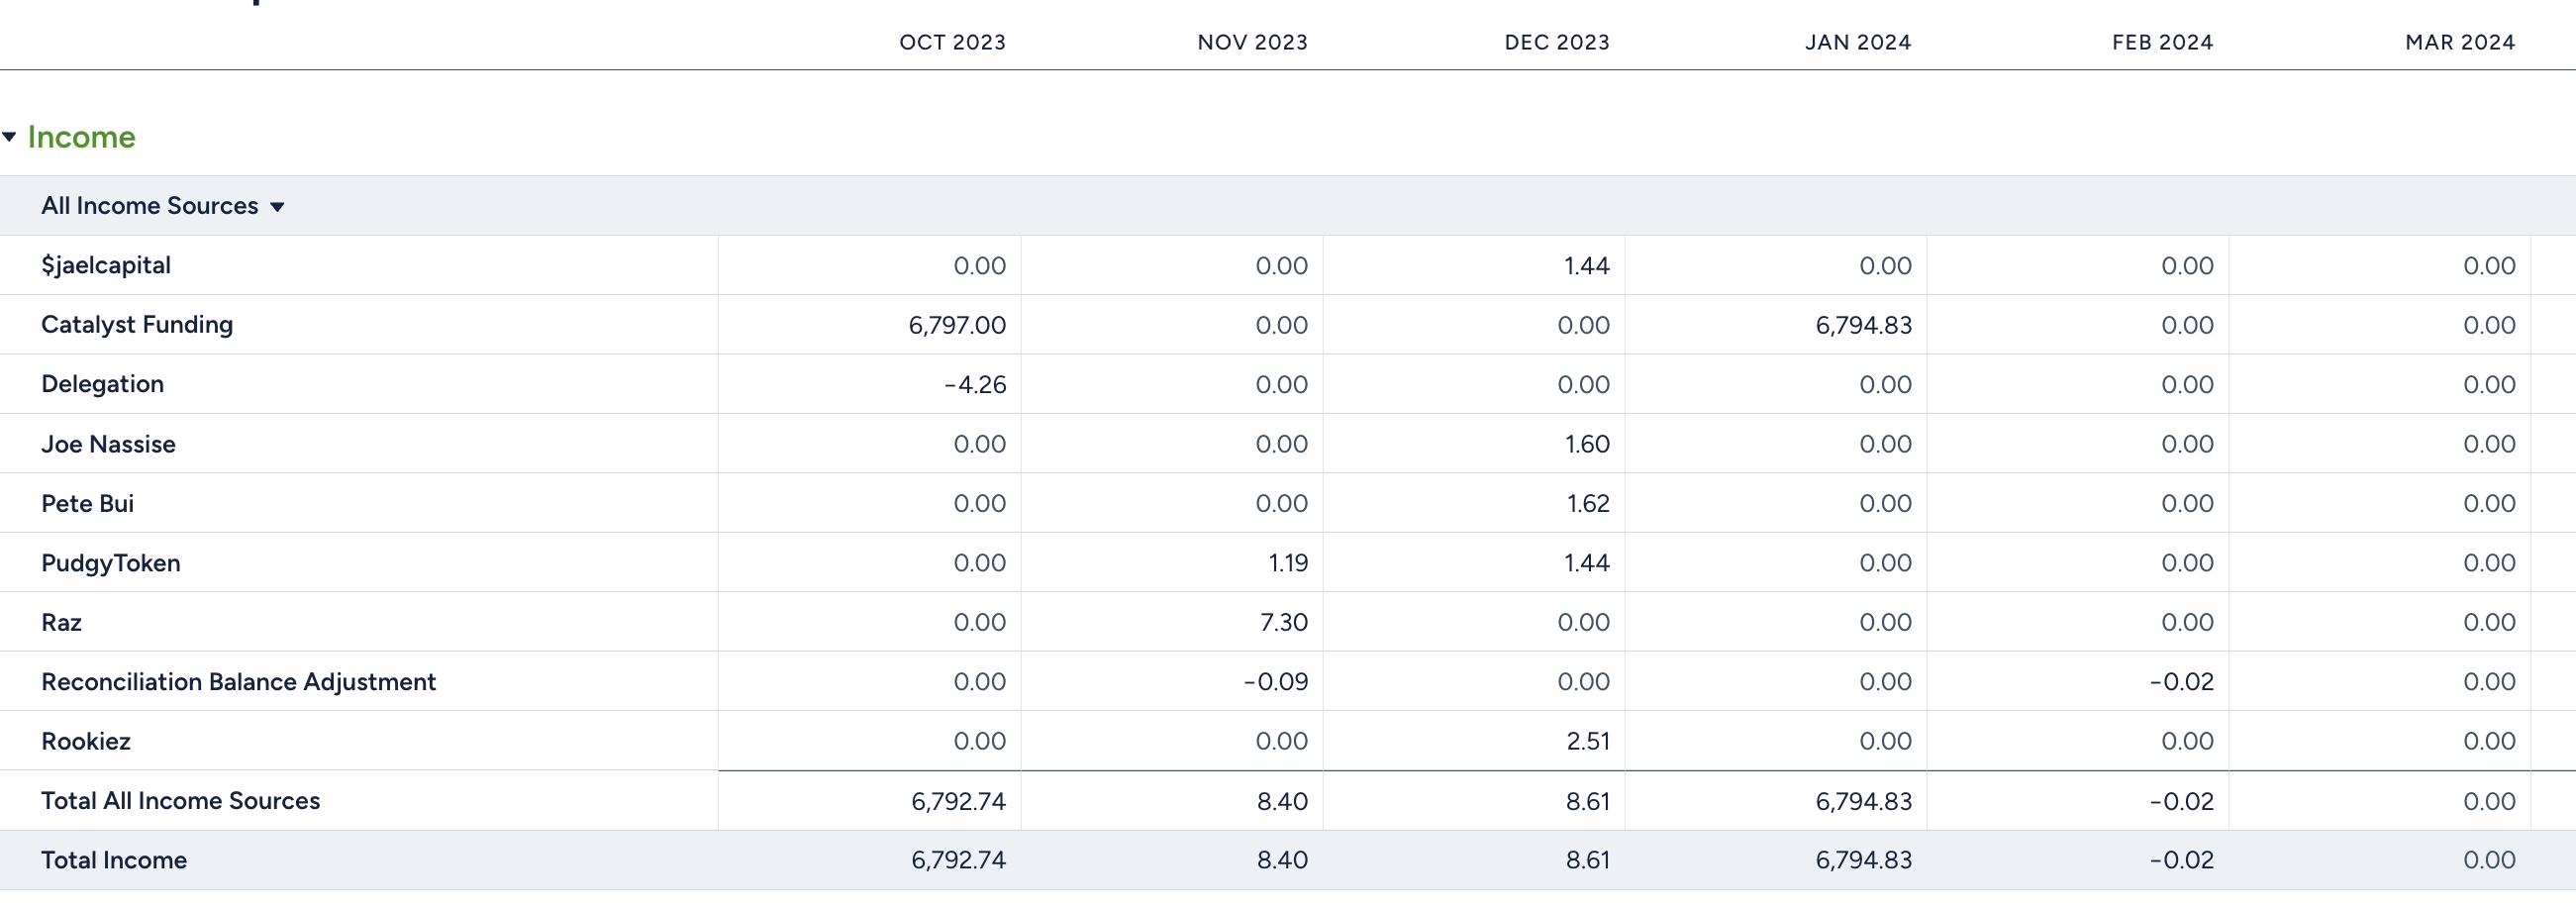 OCT 2023 NOV 2023 DEC 2023 JAN 2024 FEB 2024 MAR 2024
Income
All Income Sources
$jaelcapital 0.00 0.00 1.44 0.00 0.00 0.00
Catalyst Funding 6,797.00 0.00 0.00 6,794.83 0.00 0.00
Delegation -4.26 0.00 0.00 0.00 0.00 0.00
Joe Nassise 0.00 0.00 1.60 0.00 0.00 0.00
Pete Bui 0.00 0.00 1.62 0.00 0.00 0.00
PudgyToken 0.00 1.19 1.44 0.00 0.00 0.00
Raz 0.00 7.30 0.00 0.00 0.00 0.00
Reconciliation Balance Adjustment 0.00 -0.09 0.00 0.00 -0.02 0.00
Rookiez 0.00 0.00 2.51 0.00 0.00 0.00
Total All Income Sources 6,792.74 8.40 8.61 6,794.83 -0.02 0.00
Total Income 6,792.74 8.40 8.61 6,794.83 -0.02 0.00